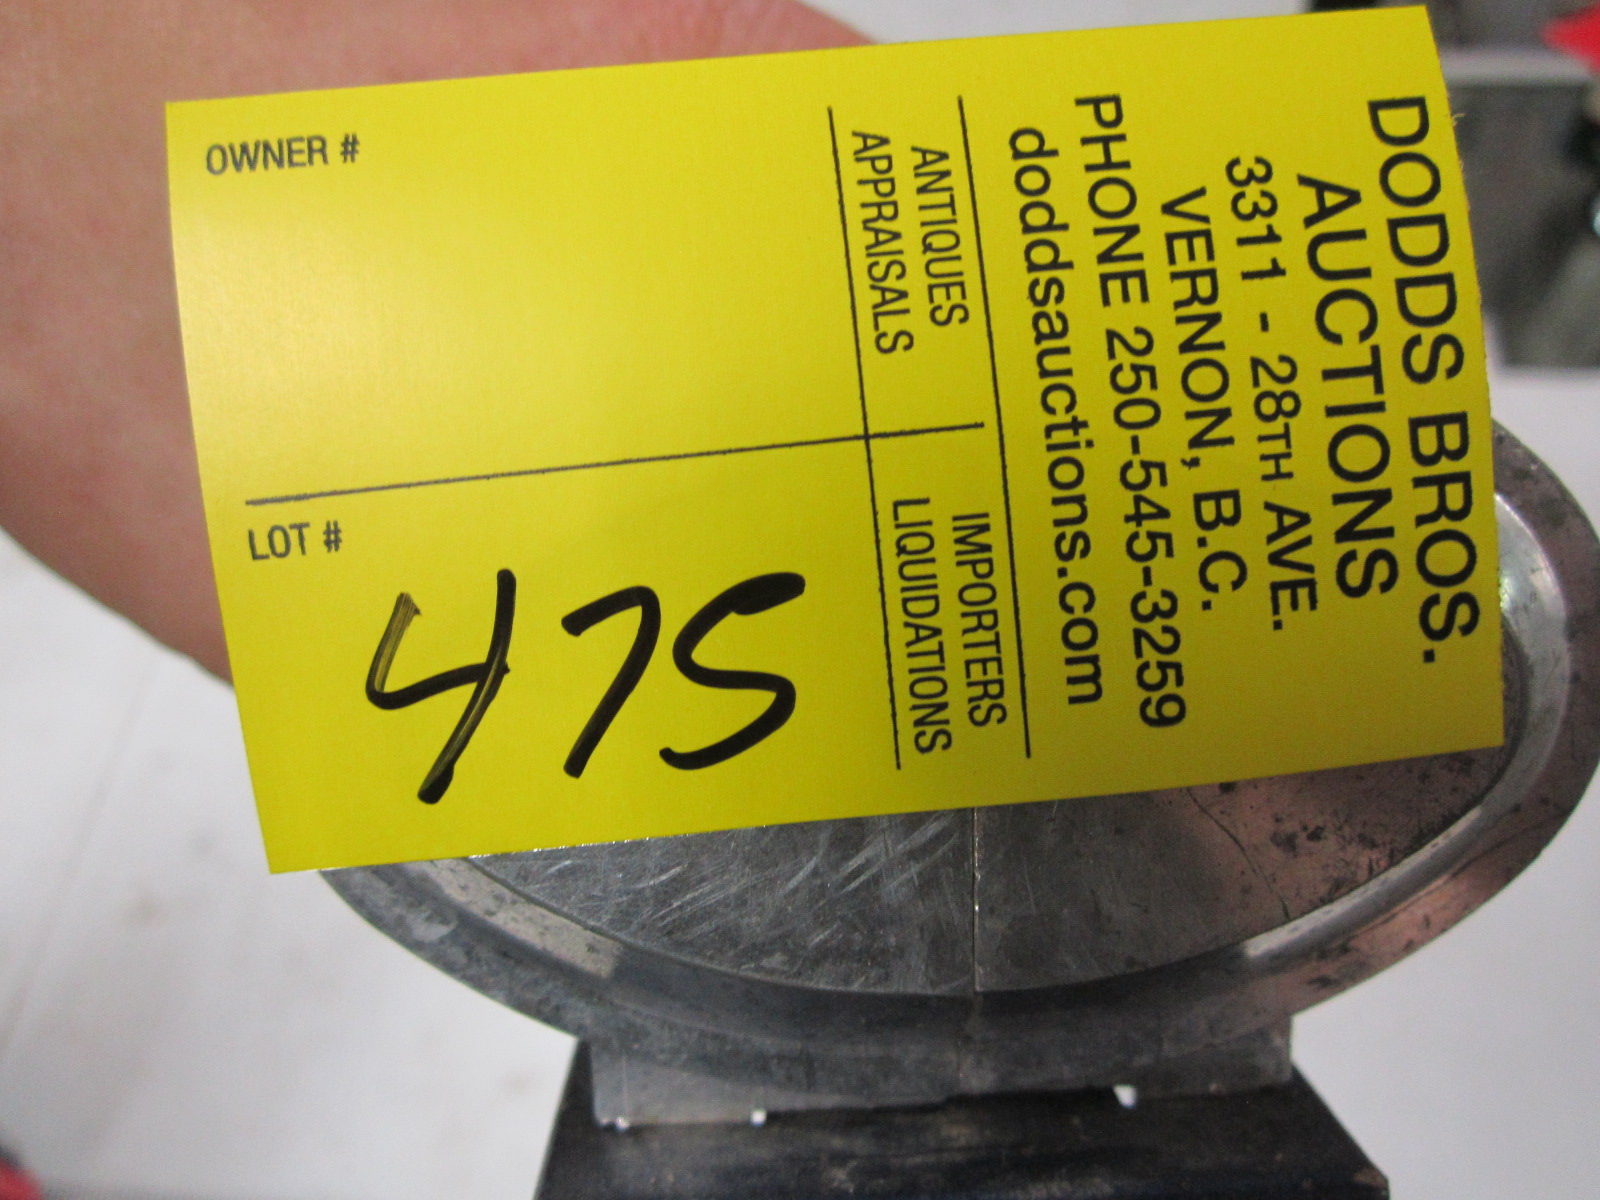 DODDS BROS.
AUCTIONS
3311 - 28TH AVE.
VERNON, B.C.
PHONE 250-545-3259
doddsauctions.com
ANTIQUES
APPRAISALS
IMPORTERS
LIQUIDATIONS
OWNER #
LOT #
475